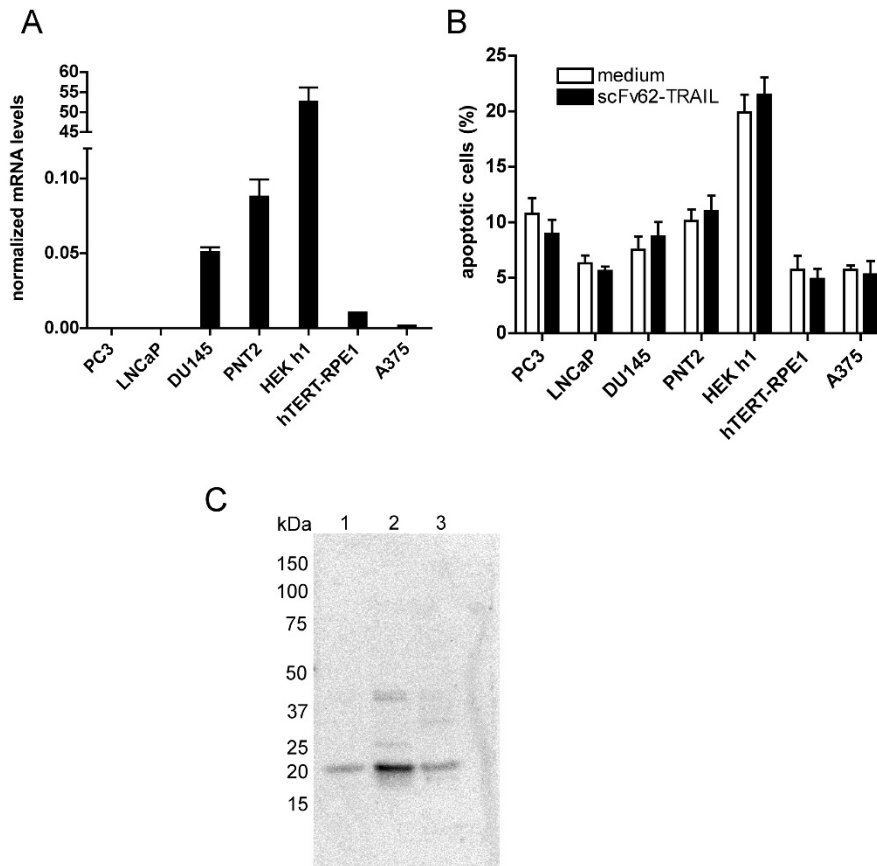 A
normalized mRNA levels
60
55
50
45
0.10
0.05
0.00
PC3
LNCaP
DU145
PNT2
HEK h1
hTERT-RPE1
A375
B
apoptotic cells (%)
25
20
15
10
5
0
medium
scFv62-TRAIL
PC3
LNCaP
DU145
PNT2
HEK h1
hTERT-RPE1
A375
C
kDa 1 2 3
150
100
75
50
37
25
20
15